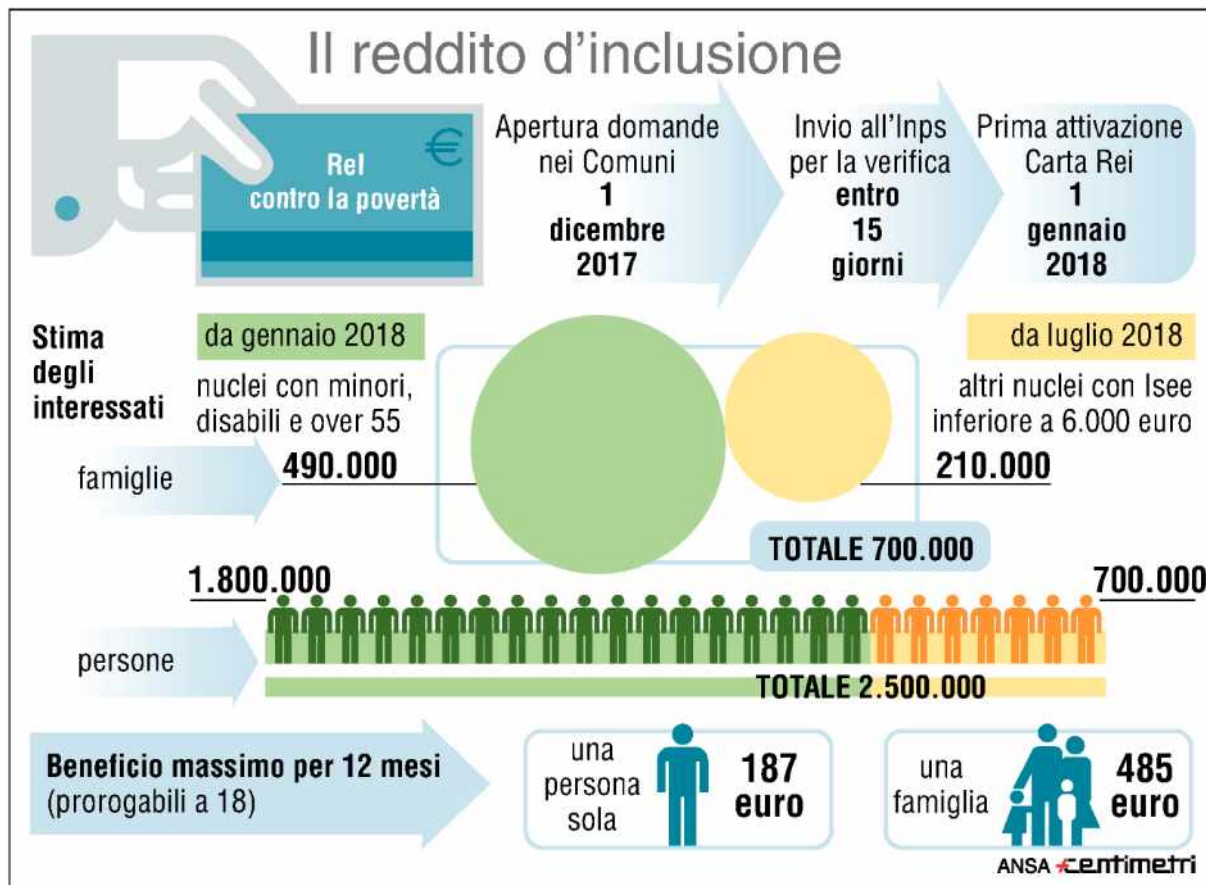 Il reddito d'inclusione
€
ReI
contro la povertà
Apertura domande
nei Comuni
1
dicembre
2017
Invio all'Inps
per la verifica
entro
15
giorni
Prima attivazione
Carta Rei
1
gennaio
2018
Stima
degli
interessati
da gennaio 2018
nuclei con minori,
disabili e over 55
da luglio 2018
altri nuclei con Isee
inferiore a 6.000 euro
famiglie
490.000
210.000
TOTALE 700.000
1.800.000
700.000
persone
TOTALE 2.500.000
Beneficio massimo per 12 mesi
(prorogabili a 18)
una
persona
sola
187
euro
una
famiglia
485
euro
ANSA centimetri